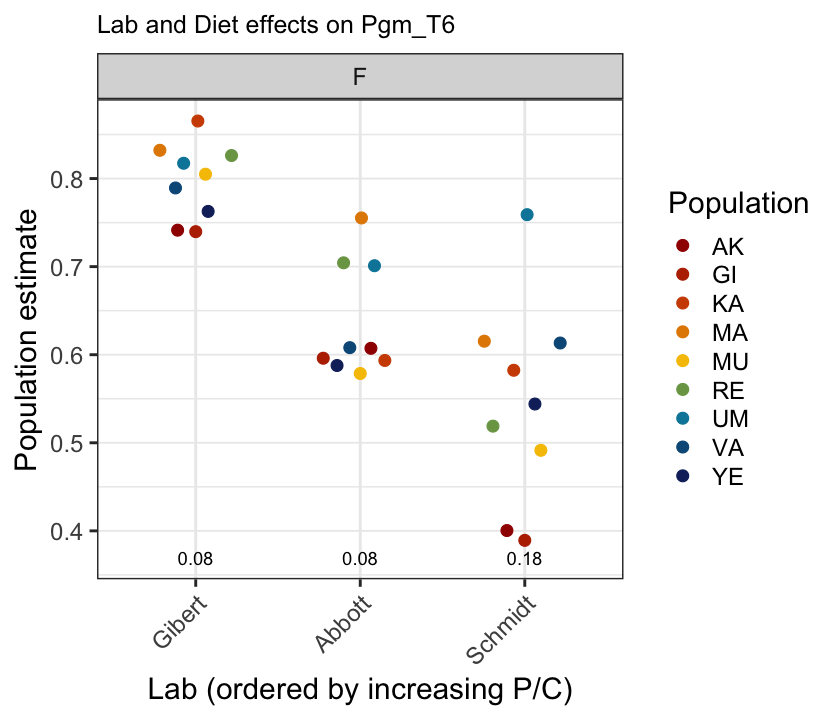 Lab and Diet effects on Pgm_T6
F
Population estimate
0.8
0.7
0.6
0.5
0.4
0.08
0.08
0.18
Gibert
Abbott
Schmidt
Lab (ordered by increasing P/C)
Population
AK
GI
KA
MA
MU
RE
UM
VA
YE